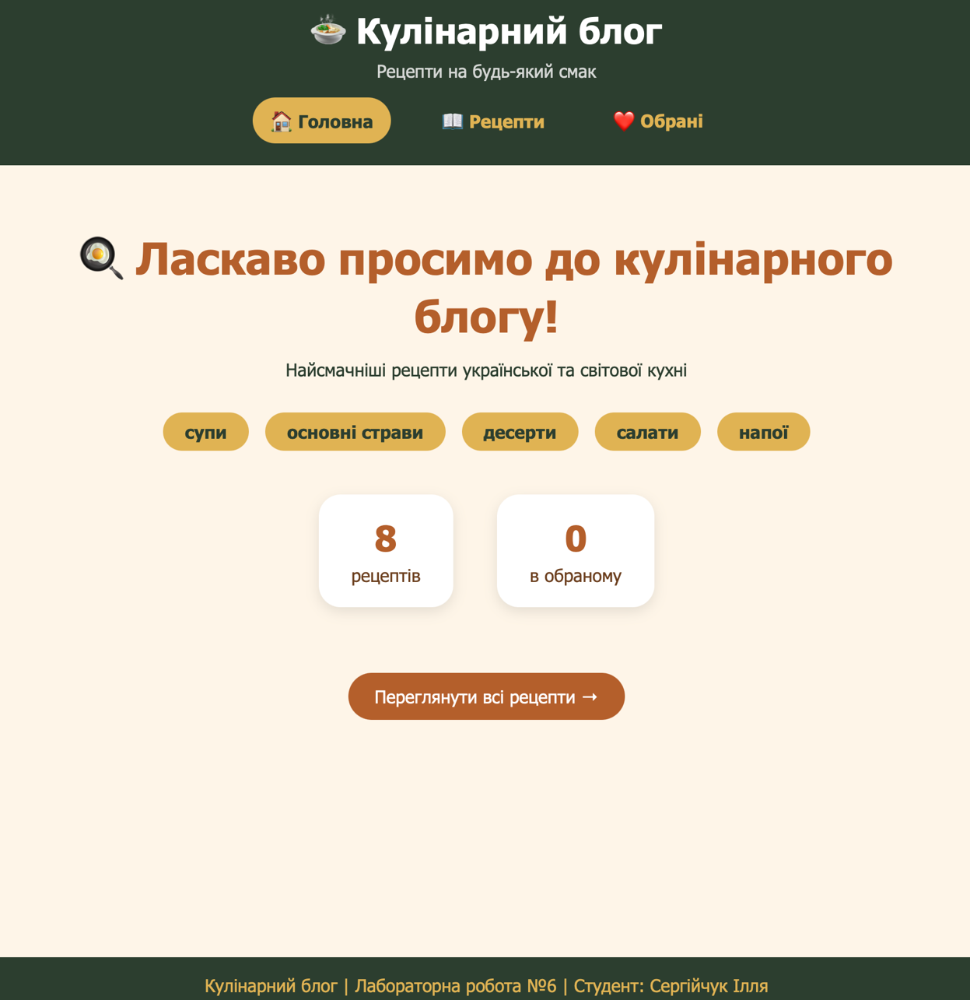 Кулінарний блог
Рецепти на будь-який смак
Головна
Рецепти
Обрані
Ласкаво просимо до кулінарного
блогу!
Найсмачніші рецепти української та світової кухні
супи
основні страви
десерти
салати
напої
8
рецептів
0
в обраному
Переглянути всі рецепти →
Кулінарний блог | Лабораторна робота №6 | Студент: Сергійчук Ілля